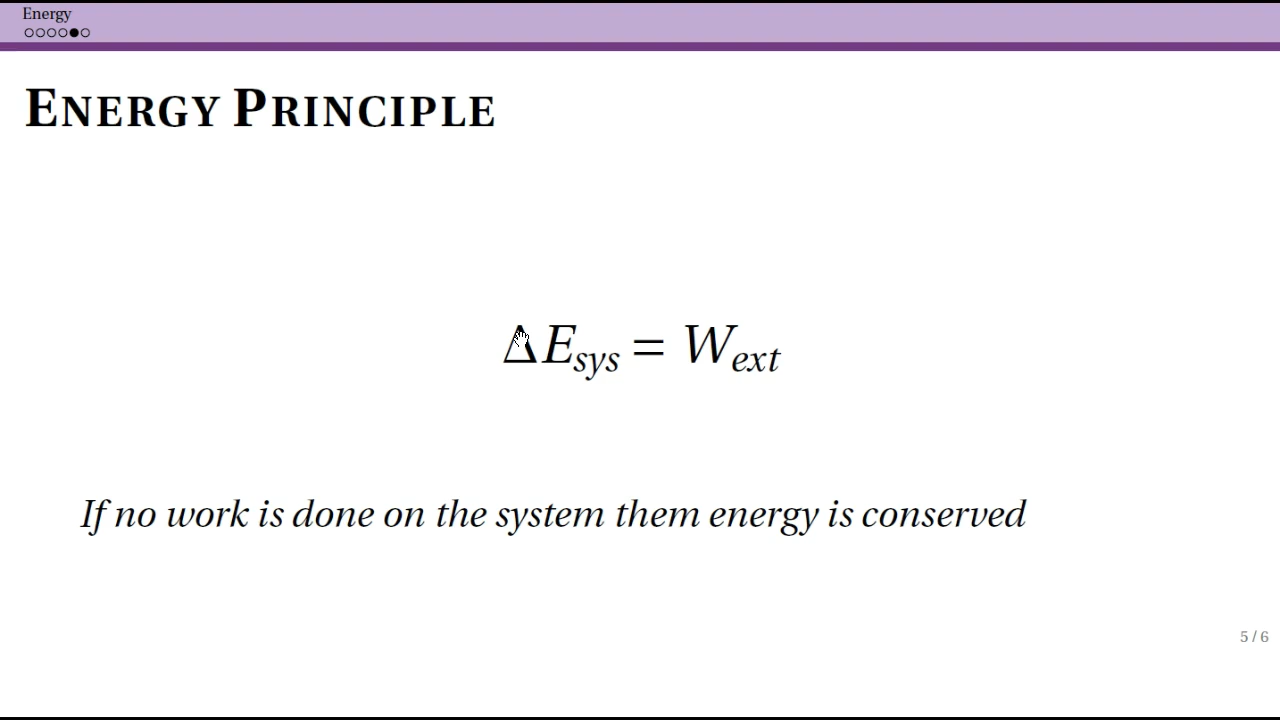 Energy
ENERGY PRINCIPLE
ΔE_sys = W_ext
If no work is done on the system them energy is conserved
5 / 6